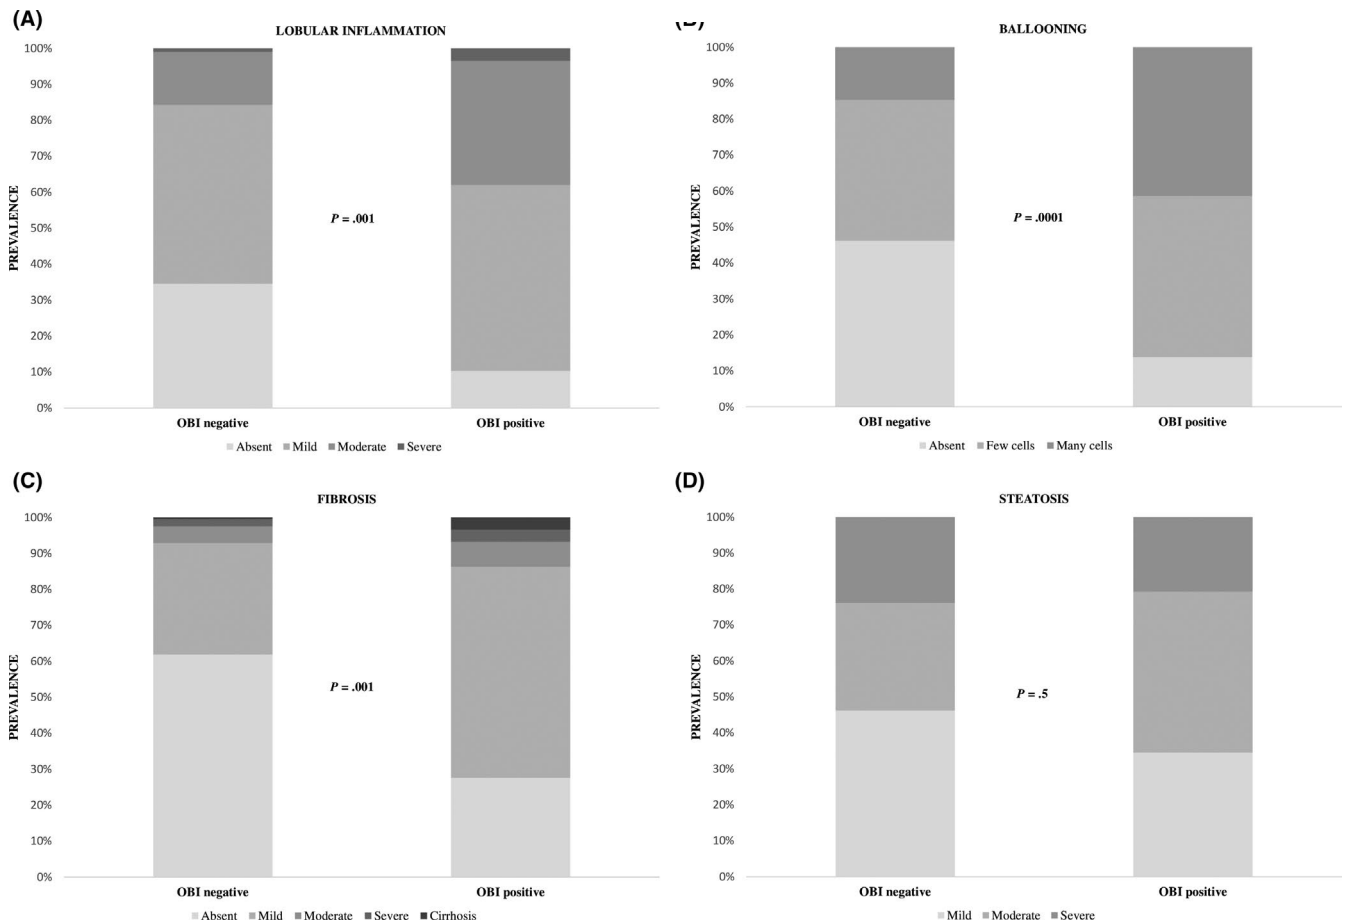 (A)
LOBULAR INFLAMMATION
100%
90%
80%
70%
60%
50%
40%
30%
20%
10%
0%
PREVALENCE
P = .001
OBI negative OBI positive
Absent Mild Moderate Severe
BALLOONING
100%
90%
80%
70%
60%
50%
40%
30%
20%
10%
0%
PREVALENCE
P = .0001
OBI negative OBI positive
Absent Few cells Many cells
(C)
FIBROSIS
100%
90%
80%
70%
60%
50%
40%
30%
20%
10%
0%
PREVALENCE
P = .001
OBI negative OBI positive
Absent Mild Moderate Severe Cirrhosis
(D)
STEATOSIS
100%
90%
80%
70%
60%
50%
40%
30%
20%
10%
0%
PREVALENCE
P = .5
OBI negative OBI positive
Mild Moderate Severe